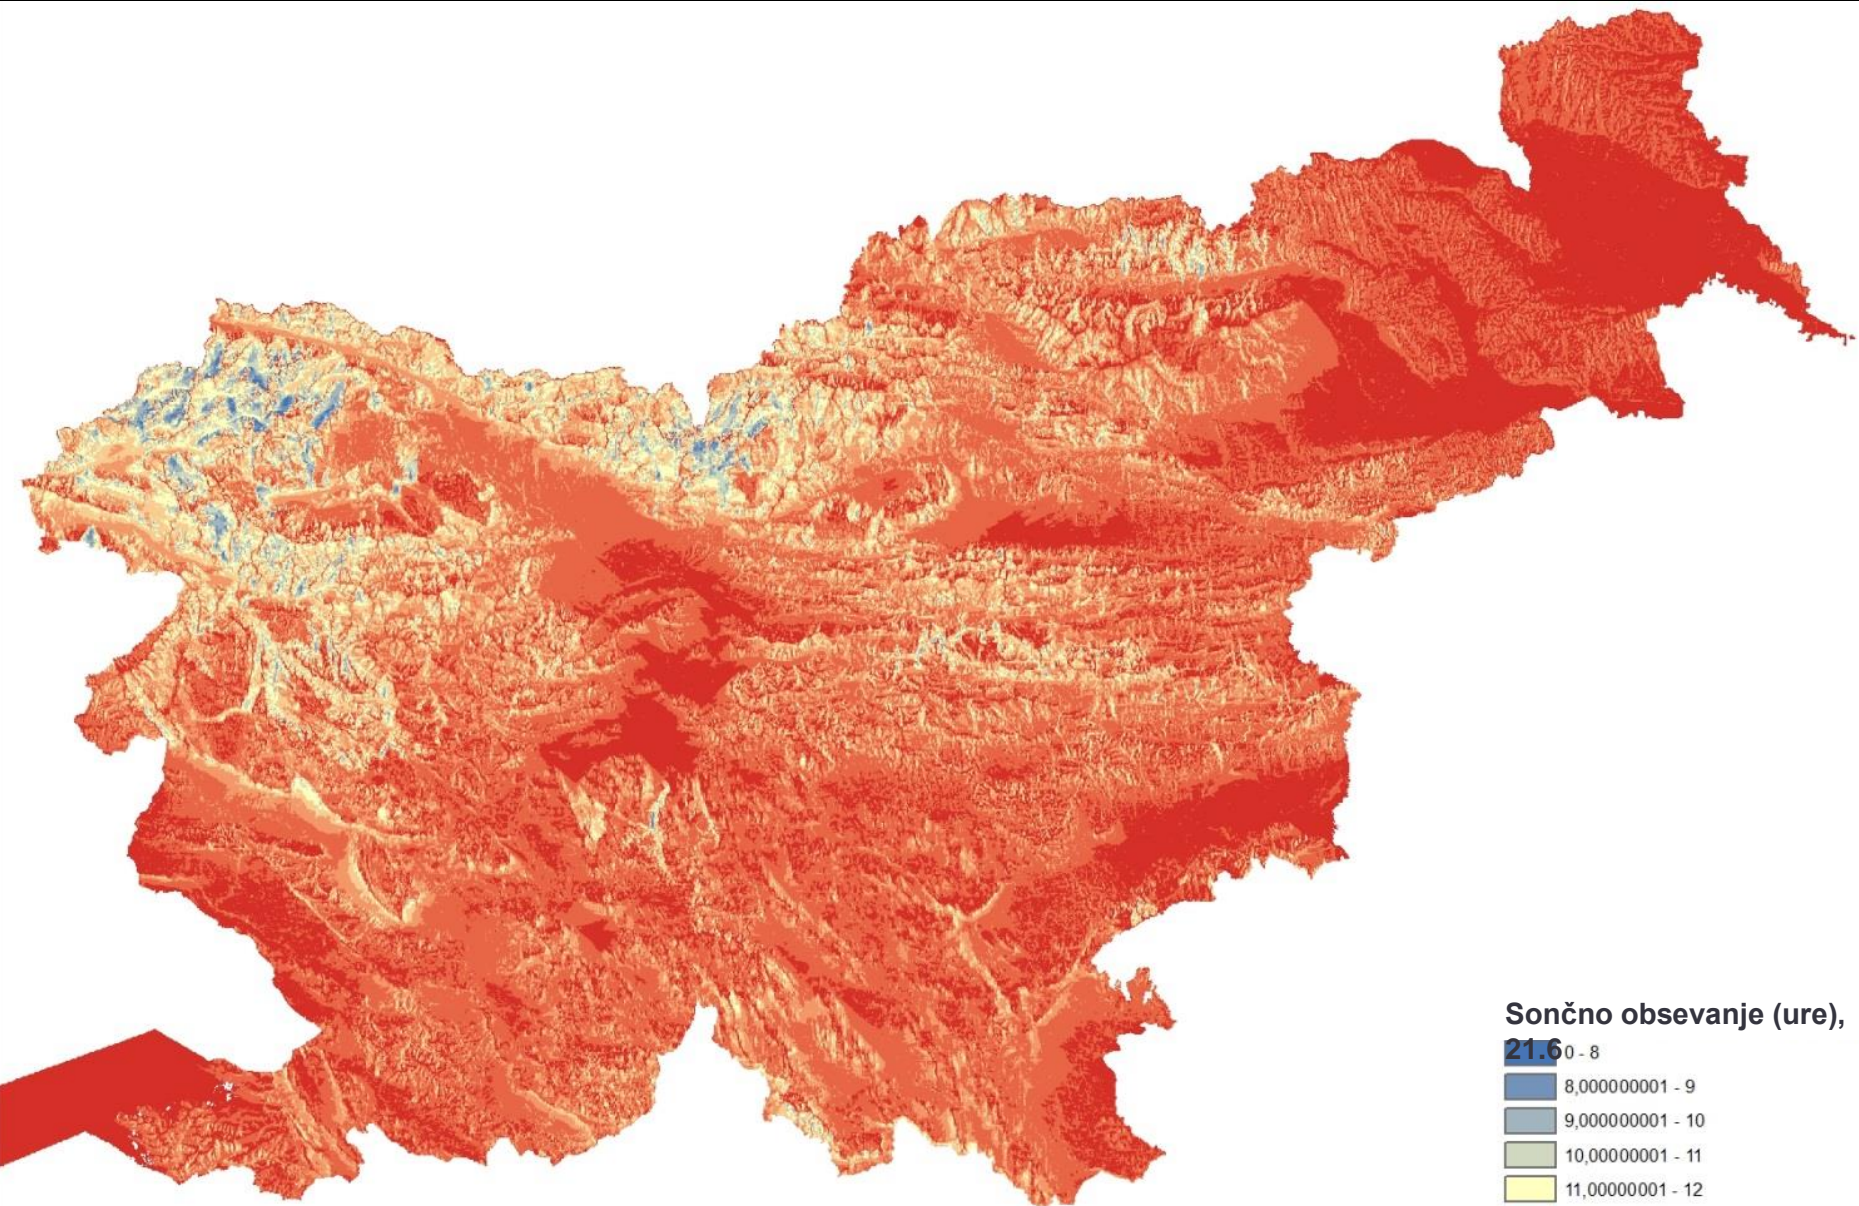 Sončno obsevanje (ure),
21.6
0 - 8
8,000000001 - 9
9,000000001 - 10
10,00000001 - 11
11,00000001 - 12